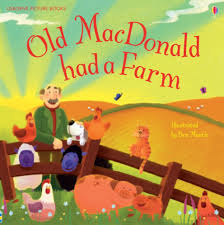 USBORNE PICTURE BOOKS
Old MacDonald
had a Farm
Illustrated
by Ben Mantle